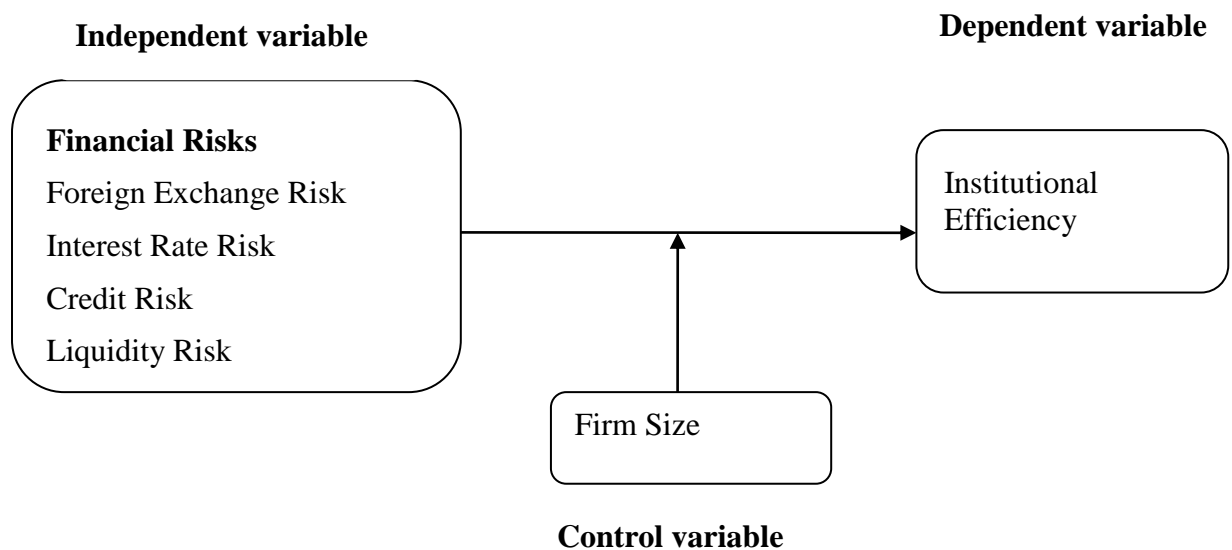 Independent variable
Dependent variable
Financial Risks
Foreign Exchange Risk
Interest Rate Risk
Credit Risk
Liquidity Risk
Institutional
Efficiency
Firm Size
Control variable